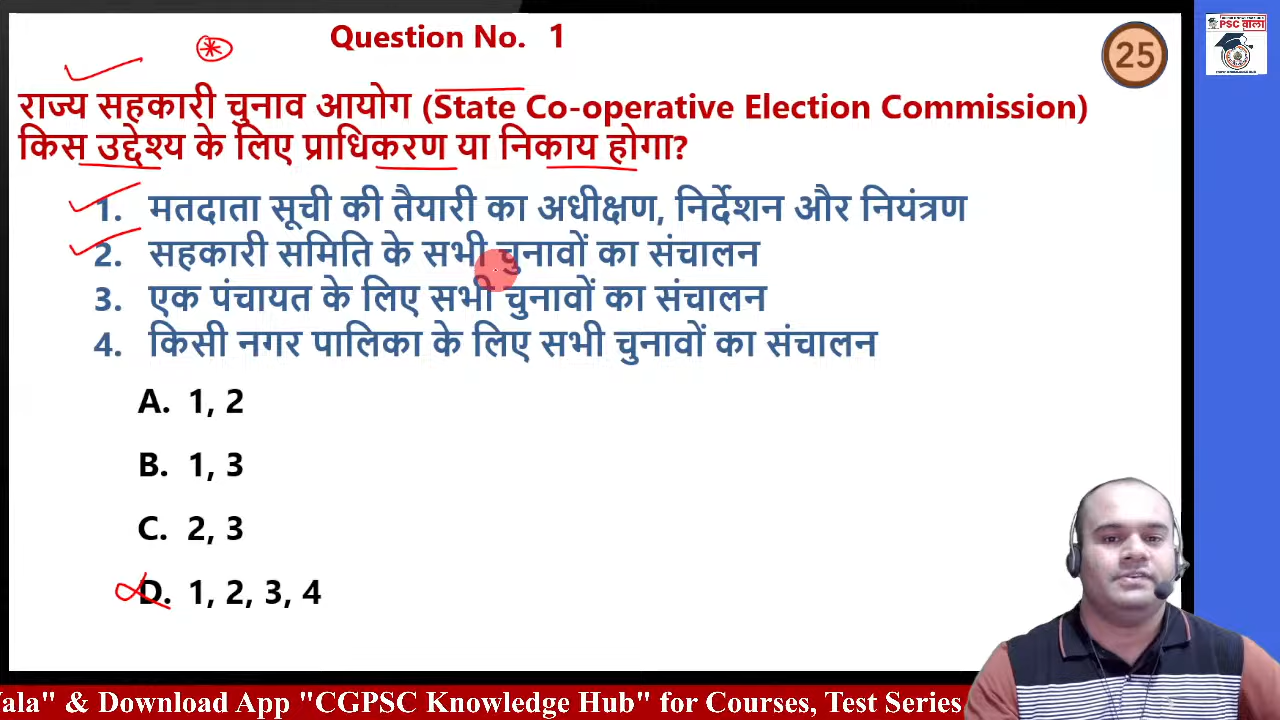 Question No. 1
25
PSC वाला
राज्य सहकारी चुनाव आयोग (State Co-operative Election Commission)
किस उद्देश्य के लिए प्राधिकरण या निकाय होगा?
1. मतदाता सूची की तैयारी का अधीक्षण, निर्देशन और नियंत्रण
2. सहकारी समिति के सभी चुनावों का संचालन
3. एक पंचायत के लिए सभी चुनावों का संचालन
4. किसी नगर पालिका के लिए सभी चुनावों का संचालन
A. 1, 2
B. 1, 3
C. 2, 3
D. 1, 2, 3, 4
ala" & Download App "CGPSC Knowledge Hub" for Courses, Test Series